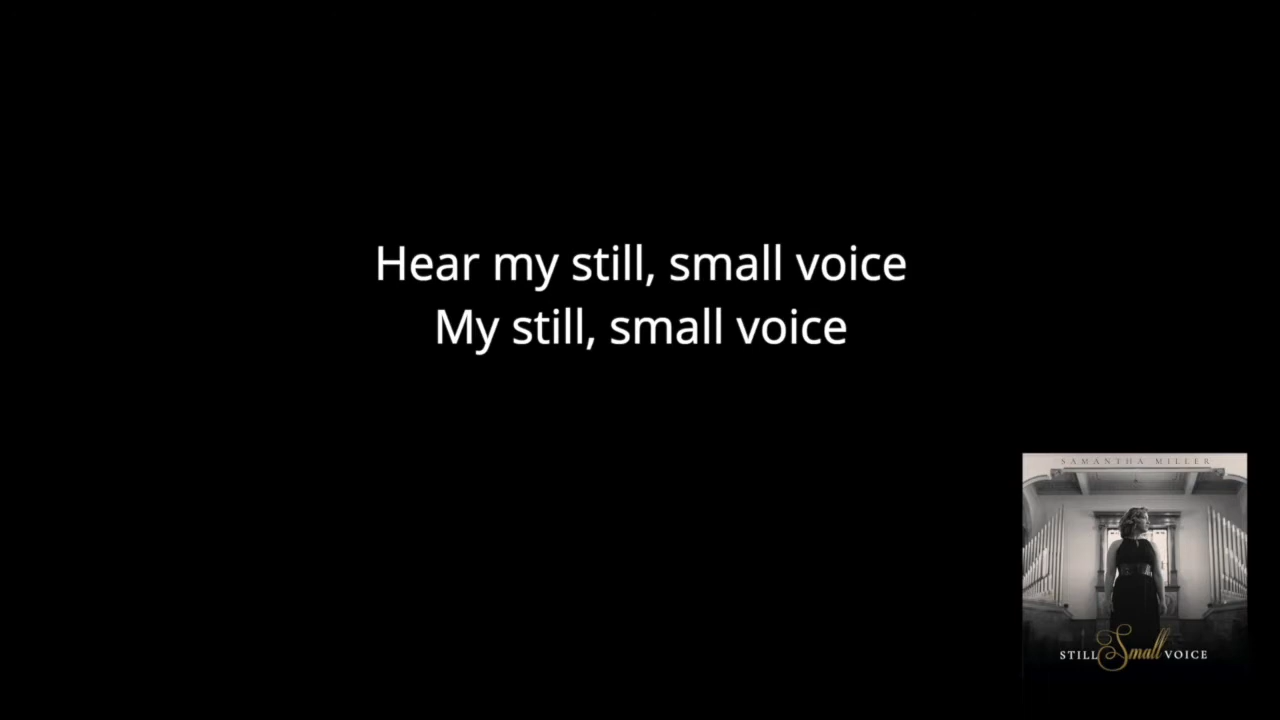 Hear my still, small voice
My still, small voice
SAMANTHA MILLER
STILL Small VOICE